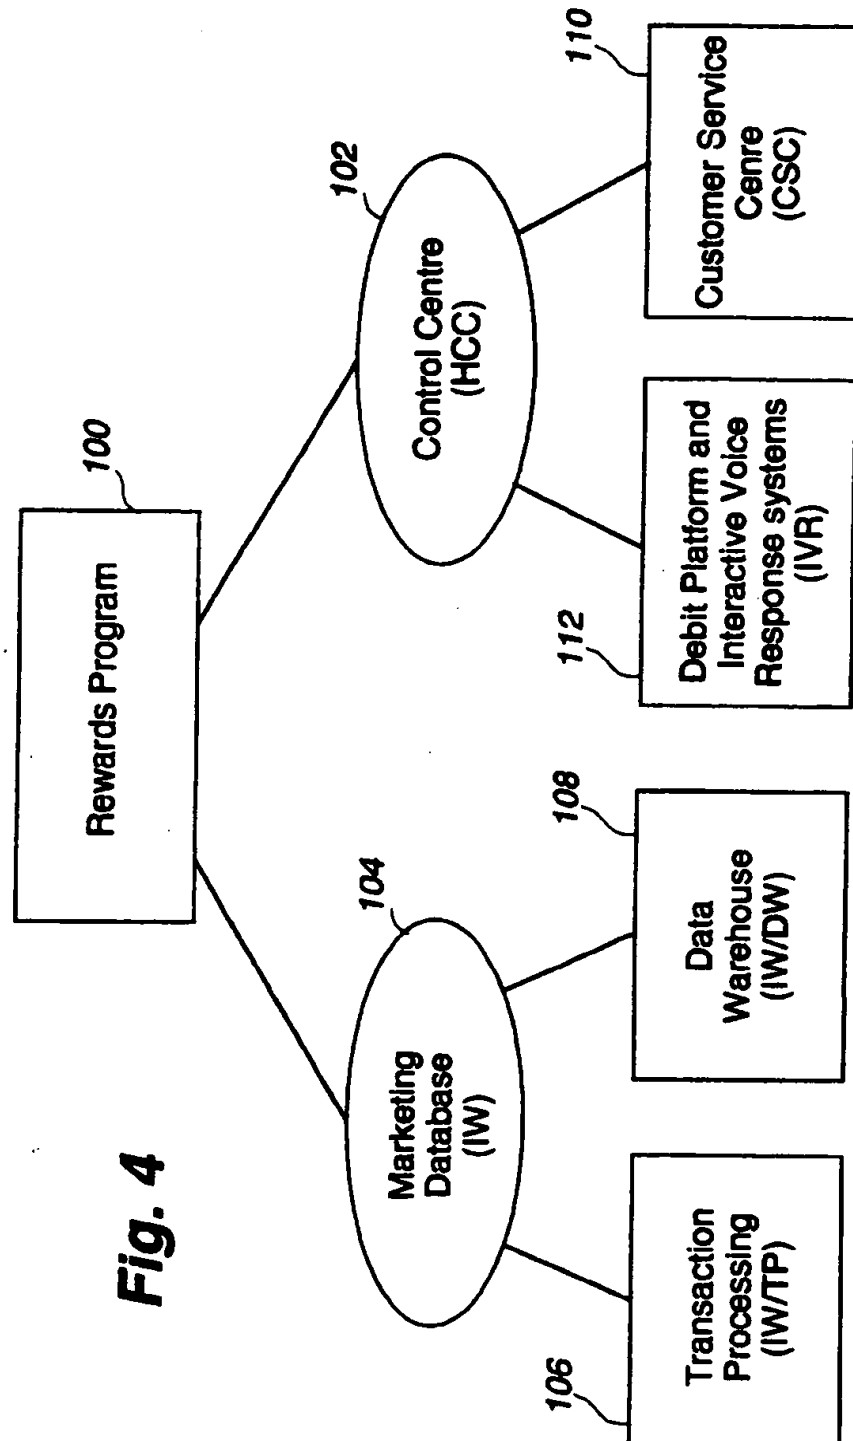 Fig. 4
Rewards Program
100
Marketing
Database
(IW)
104
Control Centre
(HCC)
102
106
Transaction
Processing
(IW/TP)
Data
Warehouse
(IW/DW)
108
112
Debit Platform and
Interactive Voice
Response systems
(IVR)
Customer Service
Cenre
(CSC)
110